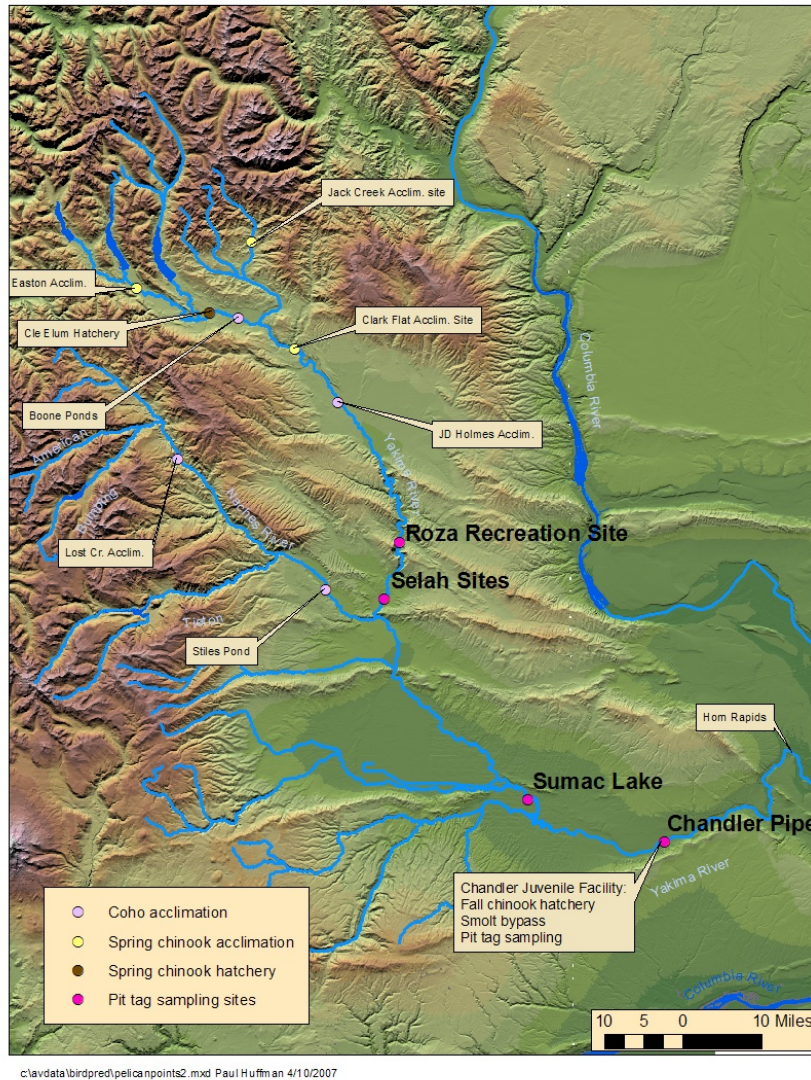 Jack Creek Acclim. site
Easton Acclim.
Cle Elum Hatchery
Clark Flat Acclim. Site
Columbia River
Boone Ponds
JD Holmes Acclim.
American
Yakima River
Bumping
Naches River
Lost Cr. Acclim.
Roza Recreation Site
Selah Sites
Tieton
Stiles Pond
Horn Rapids
Sumac Lake
Chandler Pipe
Yakima River
Chandler Juvenile Facility:
Fall chinook hatchery
Smolt bypass
Pit tag sampling
Coho acclimation
Spring chinook acclimation
Spring chinook hatchery
Pit tag sampling sites
Columbia River
10 5 0 10 Miles
c:\avdata\birdpred\pelicanpoints2.mxd Paul Huffman 4/10/2007